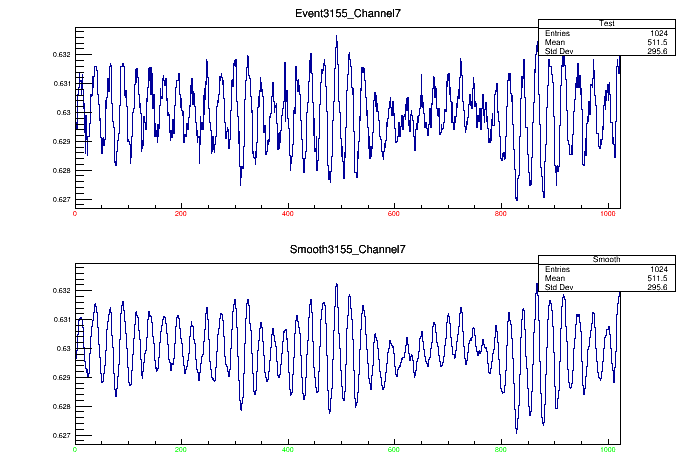 Event3155_Channel7
Test
Entries 1024
Mean 511.5
Std Dev 295.6
0.632
0.631
0.63
0.629
0.628
0.627
0 200 400 600 800 1000
Smooth3155_Channel7
Smooth
Entries 1024
Mean 511.5
Std Dev 295.6
0.632
0.631
0.63
0.629
0.628
0.627
0 200 400 600 800 1000